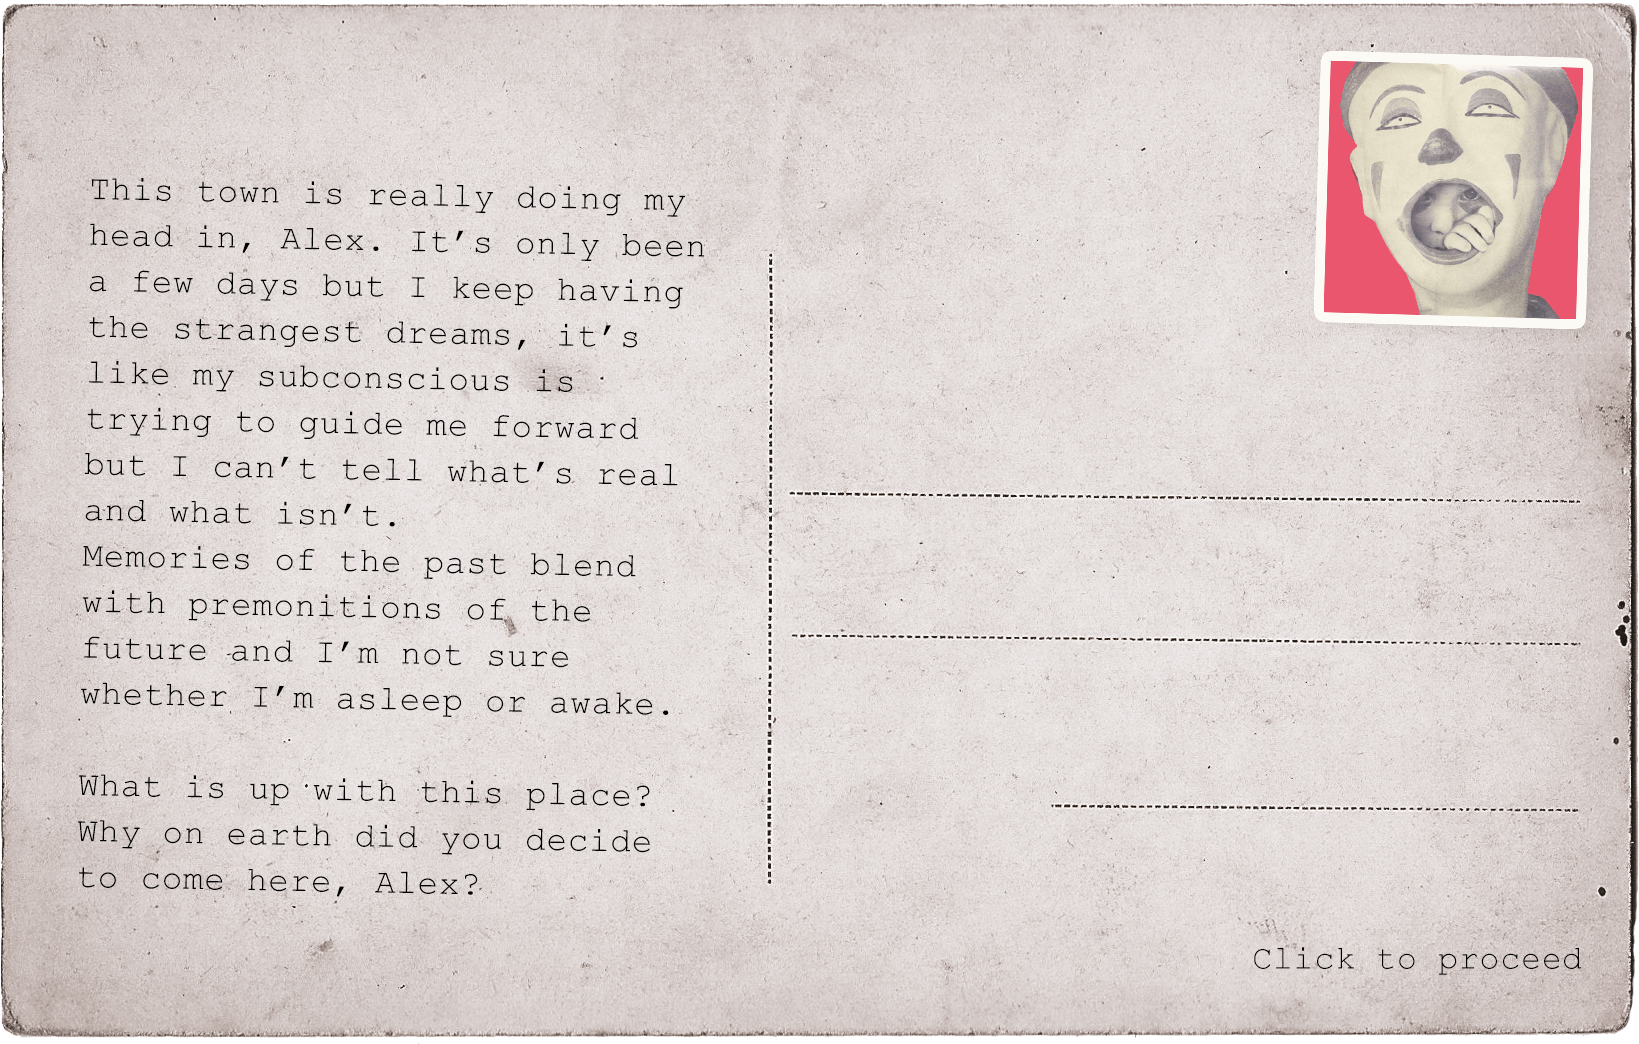 This town is really doing my
head in, Alex. It’s only been
a few days but I keep having
the strangest dreams, it’s
like my subconscious is
trying to guide me forward
but I can’t tell what’s real
and what isn’t.
Memories of the past blend
with premonitions of the
future and I’m not sure
whether I’m asleep or awake.
What is up with this place?
Why on earth did you decide
to come here, Alex?
Click to proceed